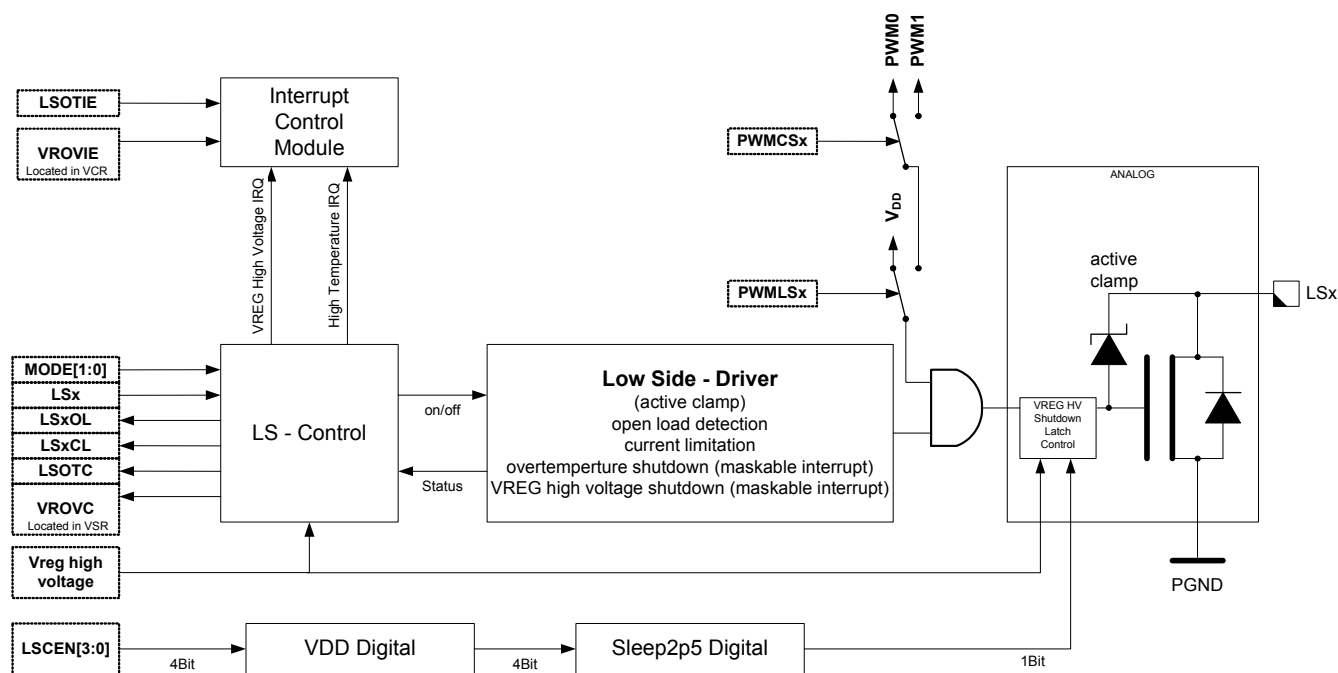 PWM0
PWM1
LSOTIE
VROVIE
Located in VCR
Interrupt
Control
Module
PWMCSx
ANALOG
VREG High Voltage IRQ
High Temperature IRQ
VDD
active
clamp
LSx
PWMLSx
MODE[1:0]
LSx
LSxOL
LSxCL
LSOTC
VROVC
Located in VSR
Vreg high
voltage
LS - Control
on/off
Status
Low Side - Driver
(active clamp)
open load detection
current limitation
overtemperture shutdown (maskable interrupt)
VREG high voltage shutdown (maskable interrupt)
VREG HV
Shutdown
Latch
Control
PGND
LSCEN[3:0]
4Bit
VDD Digital
4Bit
Sleep2p5 Digital
1Bit